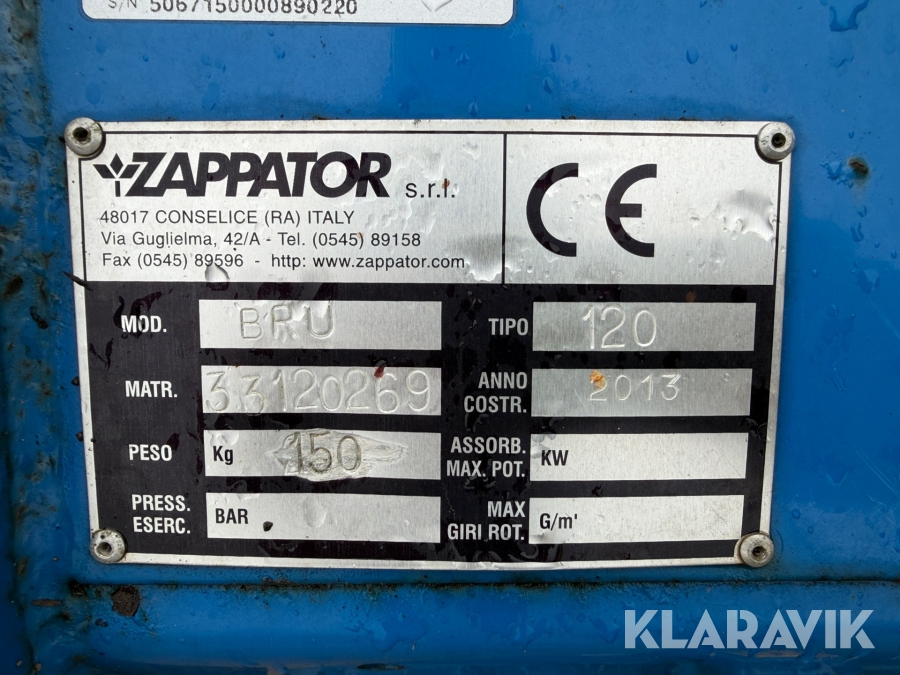 S/N 5067150000890220
ZAPPATOR s.r.l.
48017 CONSELICE (RA) ITALY
Via Guglielma, 42/A - Tel. (0545) 89158
Fax (0545) 89596 - http: www.zappator.com
CE
MOD. BRU TIPO 120
MATR. 33120269 ANNO COSTR. 2013
PESO Kg 150 ASSORB. MAX. POT. KW
PRESS. ESERC. BAR MAX GIRI ROT. G/m'
KLARAVIK